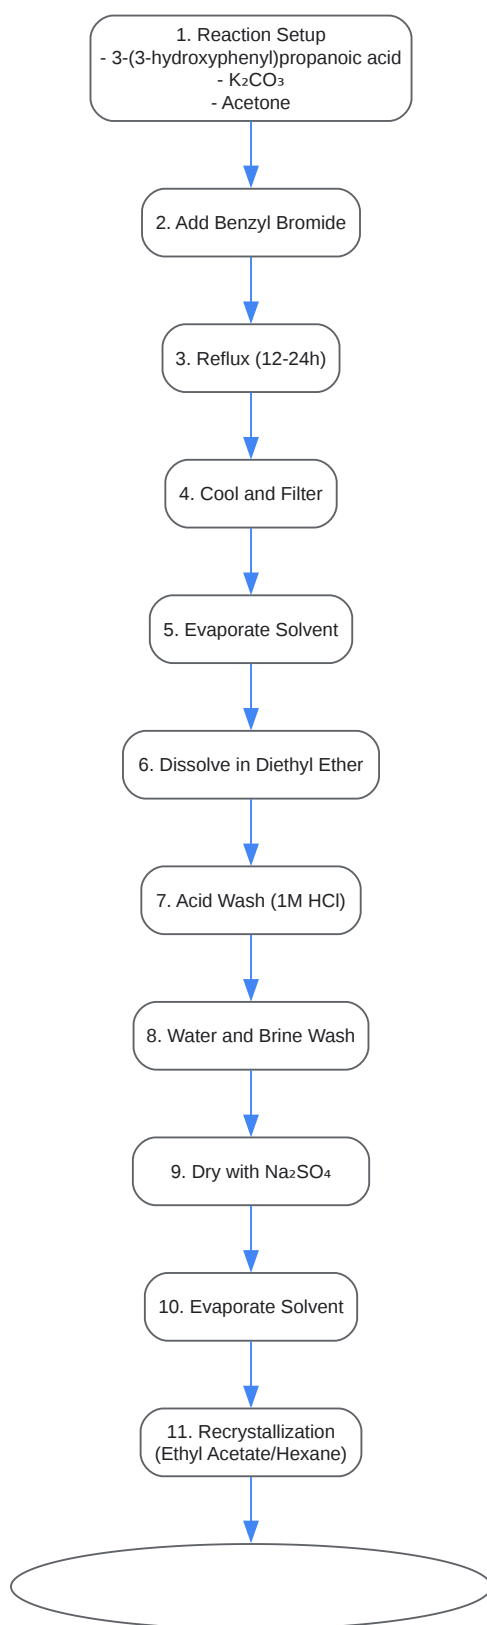 1. Reaction Setup
- 3-(3-hydroxyphenyl)propanoic acid
- K₂CO₃
- Acetone
2. Add Benzyl Bromide
3. Reflux (12-24h)
4. Cool and Filter
5. Evaporate Solvent
6. Dissolve in Diethyl Ether
7. Acid Wash (1M HCl)
8. Water and Brine Wash
9. Dry with Na₂SO₄
10. Evaporate Solvent
11. Recrystallization
(Ethyl Acetate/Hexane)